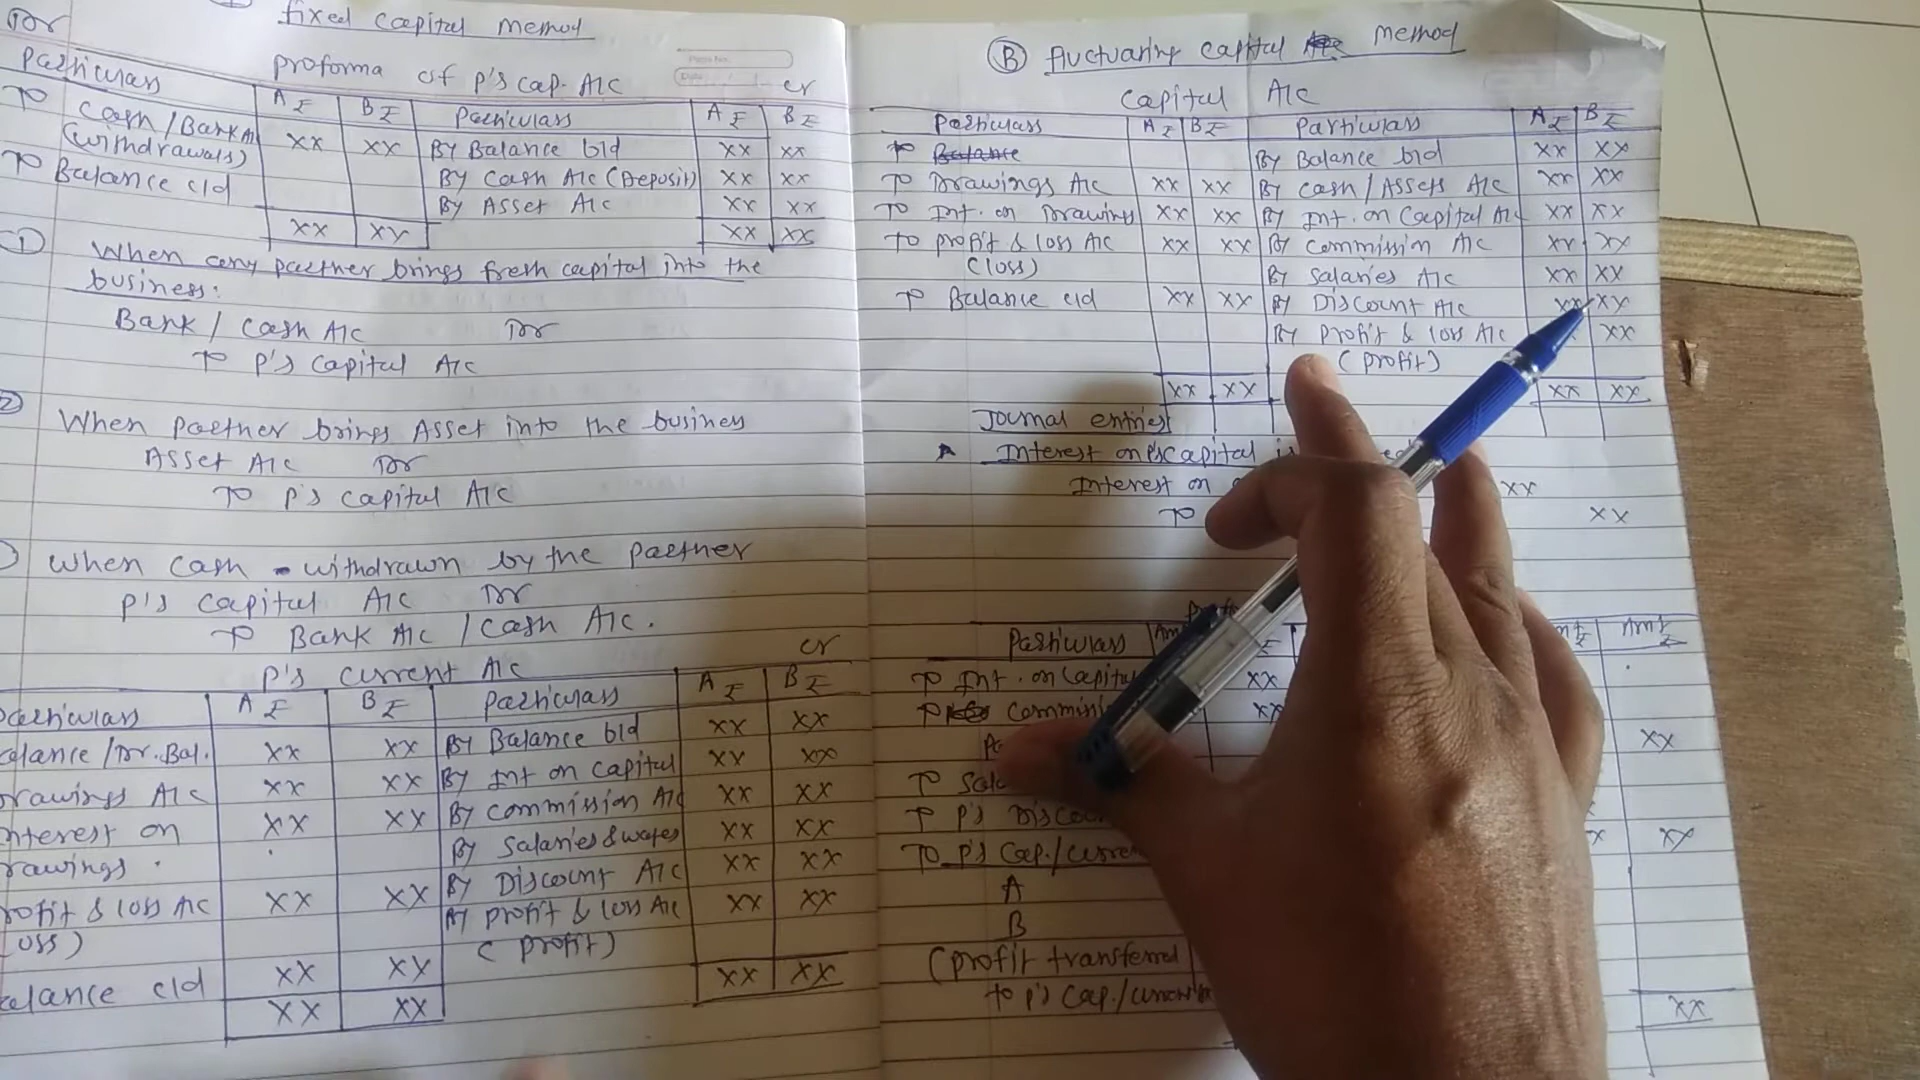 fixed capital memod
Dr
proforma of p's cap. A/C
cr
Particulars A ₹ B ₹ Particulars A ₹ B ₹
To Cash / Bank A/c xx xx By Balance b/d xx xx
(withdrawals)
By Cash A/C (Deposit) xx xx
To Balance c/d
By Asset A/C xx xx
xx xx xx xx
① When any partner brings fresh capital into the
business:
Bank / Cash A/C Dr
To P's Capital A/C
② When partner brings Asset into the business
Asset A/C Dr
To P's Capital A/C
When cash withdrawn by the partner
P's Capital A/C Dr
To Bank A/C / Cash A/C.
P's current A/C
cr
Particulars A ₹ B ₹ Particulars A ₹ B ₹
Balance / Dr. Bal. xx xx By Balance b/d xx xx
Drawings A/C xx xx By Int on capital xx xx
Interest on xx xx By commission A/C xx xx
drawings.
By Salaries & wages xx xx
By Discount A/C xx xx
profit & loss A/C xx xx By profit & loss A/C xx xx
(loss)
(profit)
Balance c/d xx xx
xx xx xx xx
Ⓑ fluctuating capital memod
Capital A/C
Particulars A ₹ B ₹ Particulars A ₹ B ₹
To Balance
By Balance b/d xx xx
To Drawings A/C xx xx By cash / Assets A/C xx xx
To Int. on Drawing xx xx By Int. on Capital A/C xx xx
To profit & loss A/C xx xx By Commission A/C xx xx
(loss)
By Salaries A/C xx xx
To Balance c/d xx xx By Discount A/C xx xx
By Profit & loss A/C xx
(profit)
xx xx xx xx
Journal entries
Interest on P's Capital
Interest on xx
To xx
Particulars
To Int. on Capital xx
To xx
xx
To
To P's
xx
To P's Cap./
A
B
(profit transferred
to P's Cap./
xx